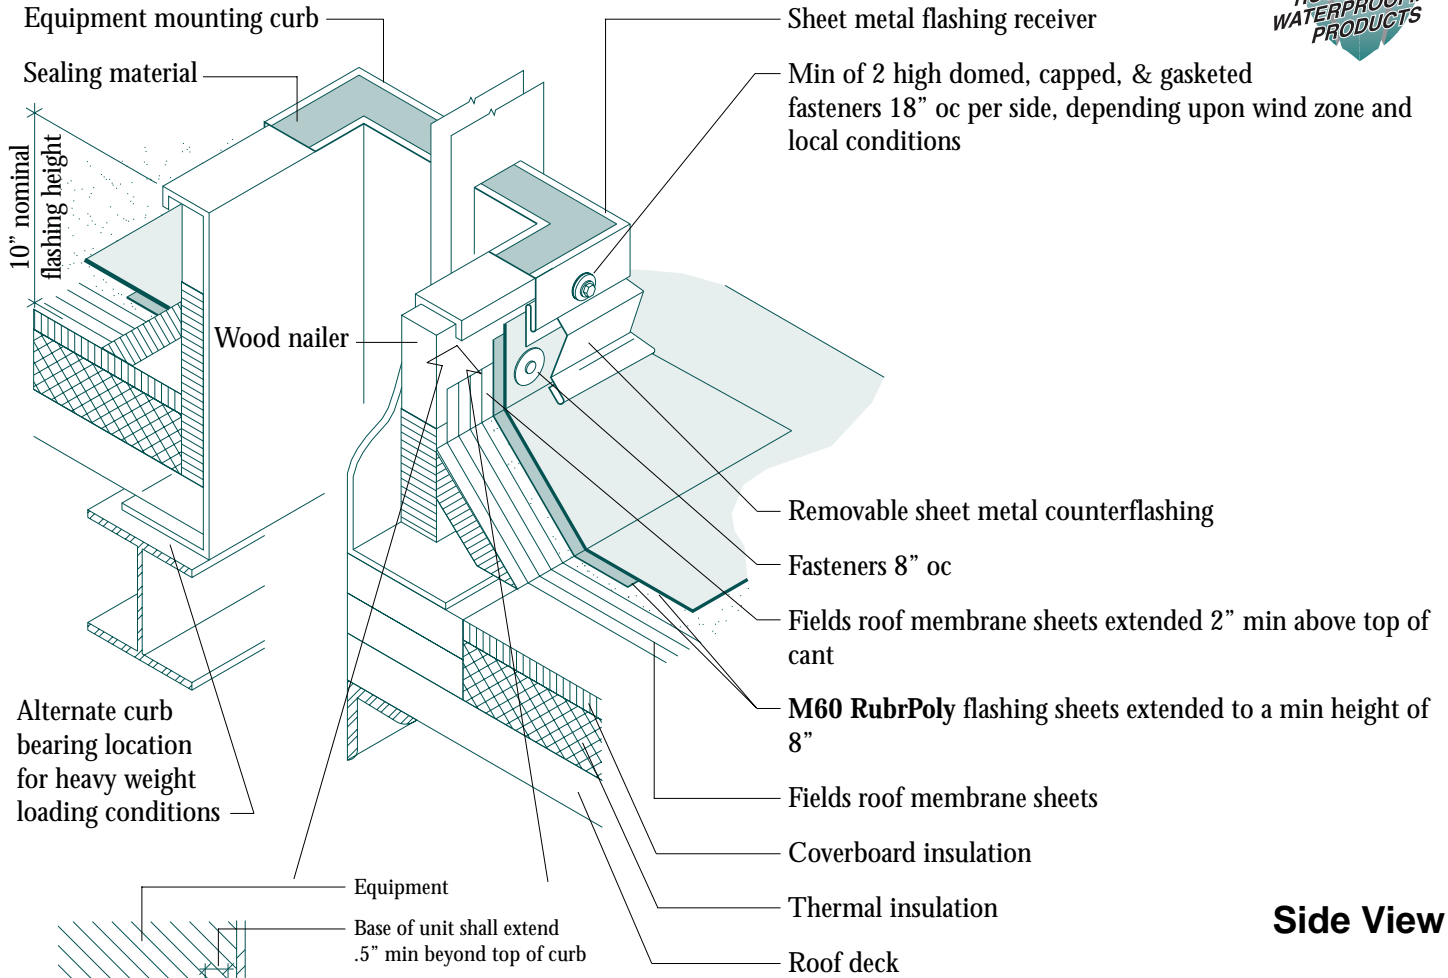 Equipment mounting curb
Sealing material
10” nominal
flashing height
Wood nailer
Alternate curb
bearing location
for heavy weight
loading conditions
Equipment
Base of unit shall extend
.5” min beyond top of curb
WATERPROOFING
PRODUCTS
Sheet metal flashing receiver
Min of 2 high domed, capped, & gasketed
fasteners 18” oc per side, depending upon wind zone and
local conditions
Removable sheet metal counterflashing
Fasteners 8” oc
Fields roof membrane sheets extended 2” min above top of
cant
M60 RubrPoly flashing sheets extended to a min height of
8”
Fields roof membrane sheets
Coverboard insulation
Thermal insulation
Roof deck
Side View